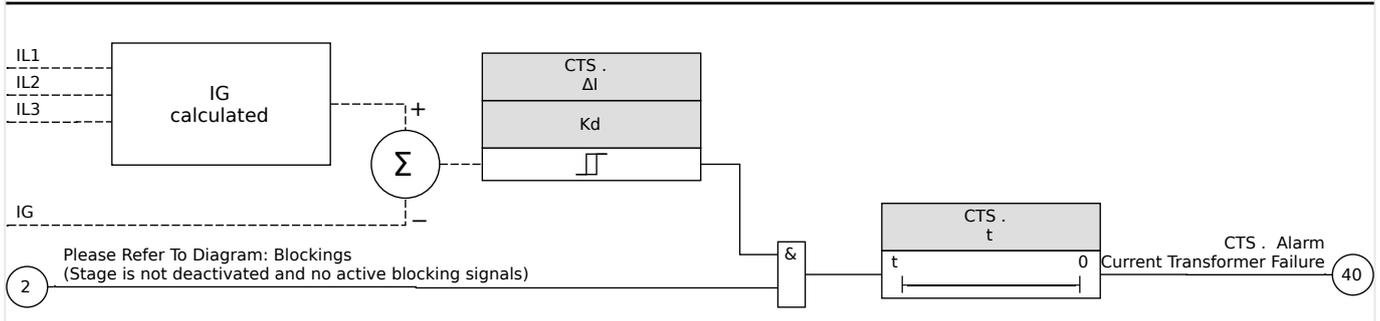 IL1
IL2
IL3
IG
calculated
+
Σ
−
IG
CTS .
ΔI
Kd
Please Refer To Diagram: Blockings
(Stage is not deactivated and no active blocking signals)
2
&
CTS .
t
t 0
CTS . Alarm
Current Transformer Failure
40